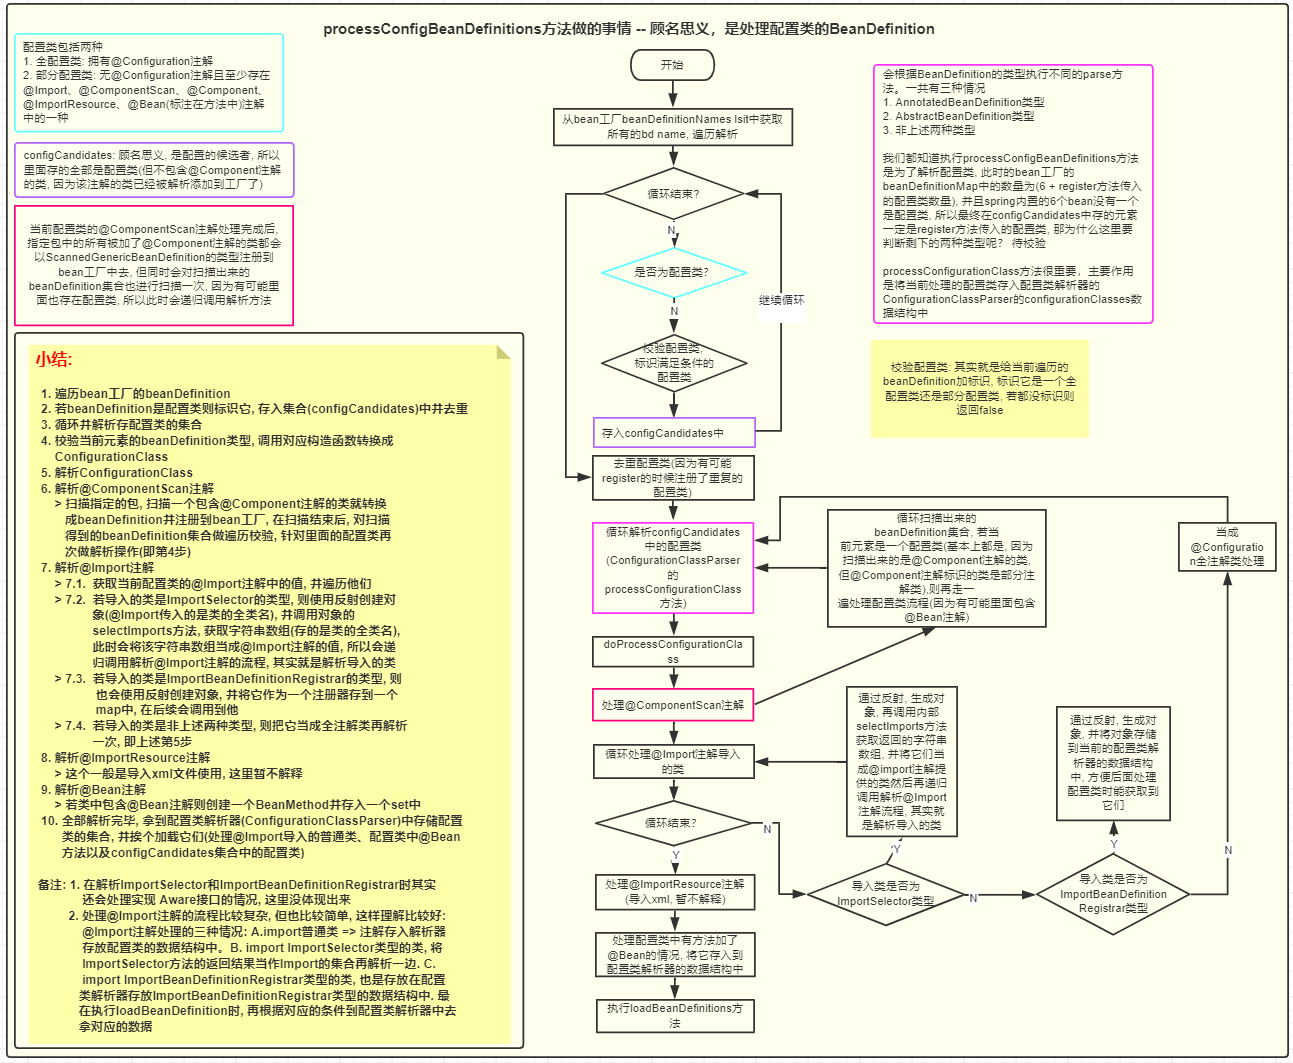 processConfigBeanDefinitions方法做的事情 -- 顾名思义，是处理配置类的BeanDefinition
配置类包括两种
1. 全配置类: 拥有@Configuration注解
2. 部分配置类: 无@Configuration注解且至少存在
@Import、@ComponentScan、@Component、
@ImportResource、@Bean(标注在方法中)注解
中的一种
configCandidates: 顾名思义, 是配置的候选者, 所以
里面存的全部是配置类(但不包含@Component注解
的类, 因为该注解的类已经被解析添加到工厂了)
当前配置类的@ComponentScan注解处理完成后,
指定包中的所有被加了@Component注解的类都会
以ScannedGenericBeanDefinition的类型注册到
bean工厂中去, 但同时会对扫描出来的
beanDefinition集合也进行扫描一次, 因为有可能里
面也存在配置类, 所以此时会递归调用解析方法
小结:
1. 遍历bean工厂的beanDefinition
2. 若beanDefinition是配置类则标识它, 存入集合(configCandidates)中并去重
3. 循环并解析存配置类的集合
4. 校验当前元素的beanDefinition类型, 调用对应构造函数转换成
ConfigurationClass
5. 解析ConfigurationClass
6. 解析@ComponentScan注解
> 扫描指定的包, 扫描一个包含@Component注解的类就转换
成beanDefinition并注册到bean工厂, 在扫描结束后, 对扫描
得到的beanDefinition集合做遍历校验, 针对里面的配置类再
次做解析操作(即第4步)
7. 解析@Import注解
> 7.1. 获取当前配置类的@Import注解中的值, 并遍历他们
> 7.2. 若导入的类是ImportSelector的类型, 则使用反射创建对
象(@Import传入的是类的全类名), 并调用对象的
selectImports方法, 获取字符串数组(存的是类的全类名),
此时会将该字符串数组当成@Import注解的值, 所以会递
归调用解析@Import注解的流程, 其实就是解析导入的类
> 7.3. 若导入的类是ImportBeanDefinitionRegistrar的类型, 则
也会使用反射创建对象, 并将它作为一个注册器存到一个
map中, 在后续会调用到他
> 7.4. 若导入的类是非上述两种类型, 则把它当成全注解类再解析
一次, 即上述第5步
8. 解析@ImportResource注解
> 这个一般是导入xml文件使用, 这里暂不解释
9. 解析@Bean注解
> 若类中包含@Bean注解则创建一个BeanMethod并存入一个set中
10. 全部解析完毕, 拿到配置类解析器(ConfigurationClassParser)中存储配置
类的集合, 并挨个加载它们(处理@Import导入的普通类、配置类中@Bean
方法以及configCandidates集合中的配置类)
备注: 1. 在解析ImportSelector和ImportBeanDefinitionRegistrar时其实
还会处理实现 Aware接口的情况, 这里没体现出来
2. 处理@Import注解的流程比较复杂, 但也比较简单, 这样理解比较好:
@Import注解处理的三种情况: A.import普通类 => 注解存入解析器
存放配置类的数据结构中。B. import ImportSelector类型的类, 将
ImportSelector方法的返回结果当作Import的集合再解析一边. C.
import ImportBeanDefinitionRegistrar类型的类, 也是存放在配置
类解析器存放ImportBeanDefinitionRegistrar类型的数据结构中. 最
在执行loadBeanDefinition时, 再根据对应的条件到配置类解析器中去
拿对应的数据
开始
从bean工厂beanDefinitionNames lsit中获取
所有的bd name, 遍历解析
循环结束?
N
是否为配置类?
N
继续循环
校验配置类,
标识满足条件的
配置类
存入configCandidates中
去重配置类(因为有可能
register的时候注册了重复的
配置类)
循环解析configCandidates
中的配置类
(ConfigurationClassParser
的
processConfigurationClass
方法)
doProcessConfigurationCla
ss
处理@ComponentScan注解
循环处理@Import注解导入
的类
循环结束?
N
Y
处理@ImportResource注解
(导入xml, 暂不解释)
处理配置类中有方法加了
@Bean的情况, 将它存入到
配置类解析器的数据结构中
执行loadBeanDefinitions方
法
会根据BeanDefinition的类型执行不同的parse方
法。一共有三种情况
1. AnnotatedBeanDefinition类型
2. AbstractBeanDefinition类型
3. 非上述两种类型
我们都知道执行processConfigBeanDefinitions方法
是为了解析配置类, 此时的bean工厂的
beanDefinitionMap中的数量为(6 + register方法传入
的配置类数量), 并且spring内置的6个bean没有一个
是配置类, 所以最终在configCandidates中存的元素
一定是register方法传入的配置类, 那为什么这里要
判断剩下的两种类型呢? 待校验
processConfigurationClass方法很重要，主要作用
是将当前处理的配置类存入配置类解析器的
ConfigurationClassParser的configurationClasses数
据结构中
校验配置类: 其实就是给当前遍历的
beanDefinition加标识, 标识它是一个全
配置类还是部分配置类, 若都没标识则
返回false
循环扫描出来的
beanDefinition集合, 若当
前元素是一个配置类(基本上都是, 因为
扫描出来的是@Component注解的类,
但@Component注解标识的类是部分注
解类),则再走一
遍处理配置类流程(因为有可能里面包含
@Bean注解)
当成
@Configuratio
n全注解类处理
通过反射, 生成对
象, 再调用内部
selectImports方法
获取返回的字符串
数组, 并将它们当
成@import注解提
供的类然后再递归
调用解析@Import
注解流程, 其实就
是解析导入的类
通过反射, 生成对
象, 并将对象存储
到当前的配置类解
析器的数据结构
中, 方便后面处理
配置类时能获取到
它们
Y
导入类是否为
ImportSelector类型
N
Y
导入类是否为
ImportBeanDefinition
Registrar类型
N